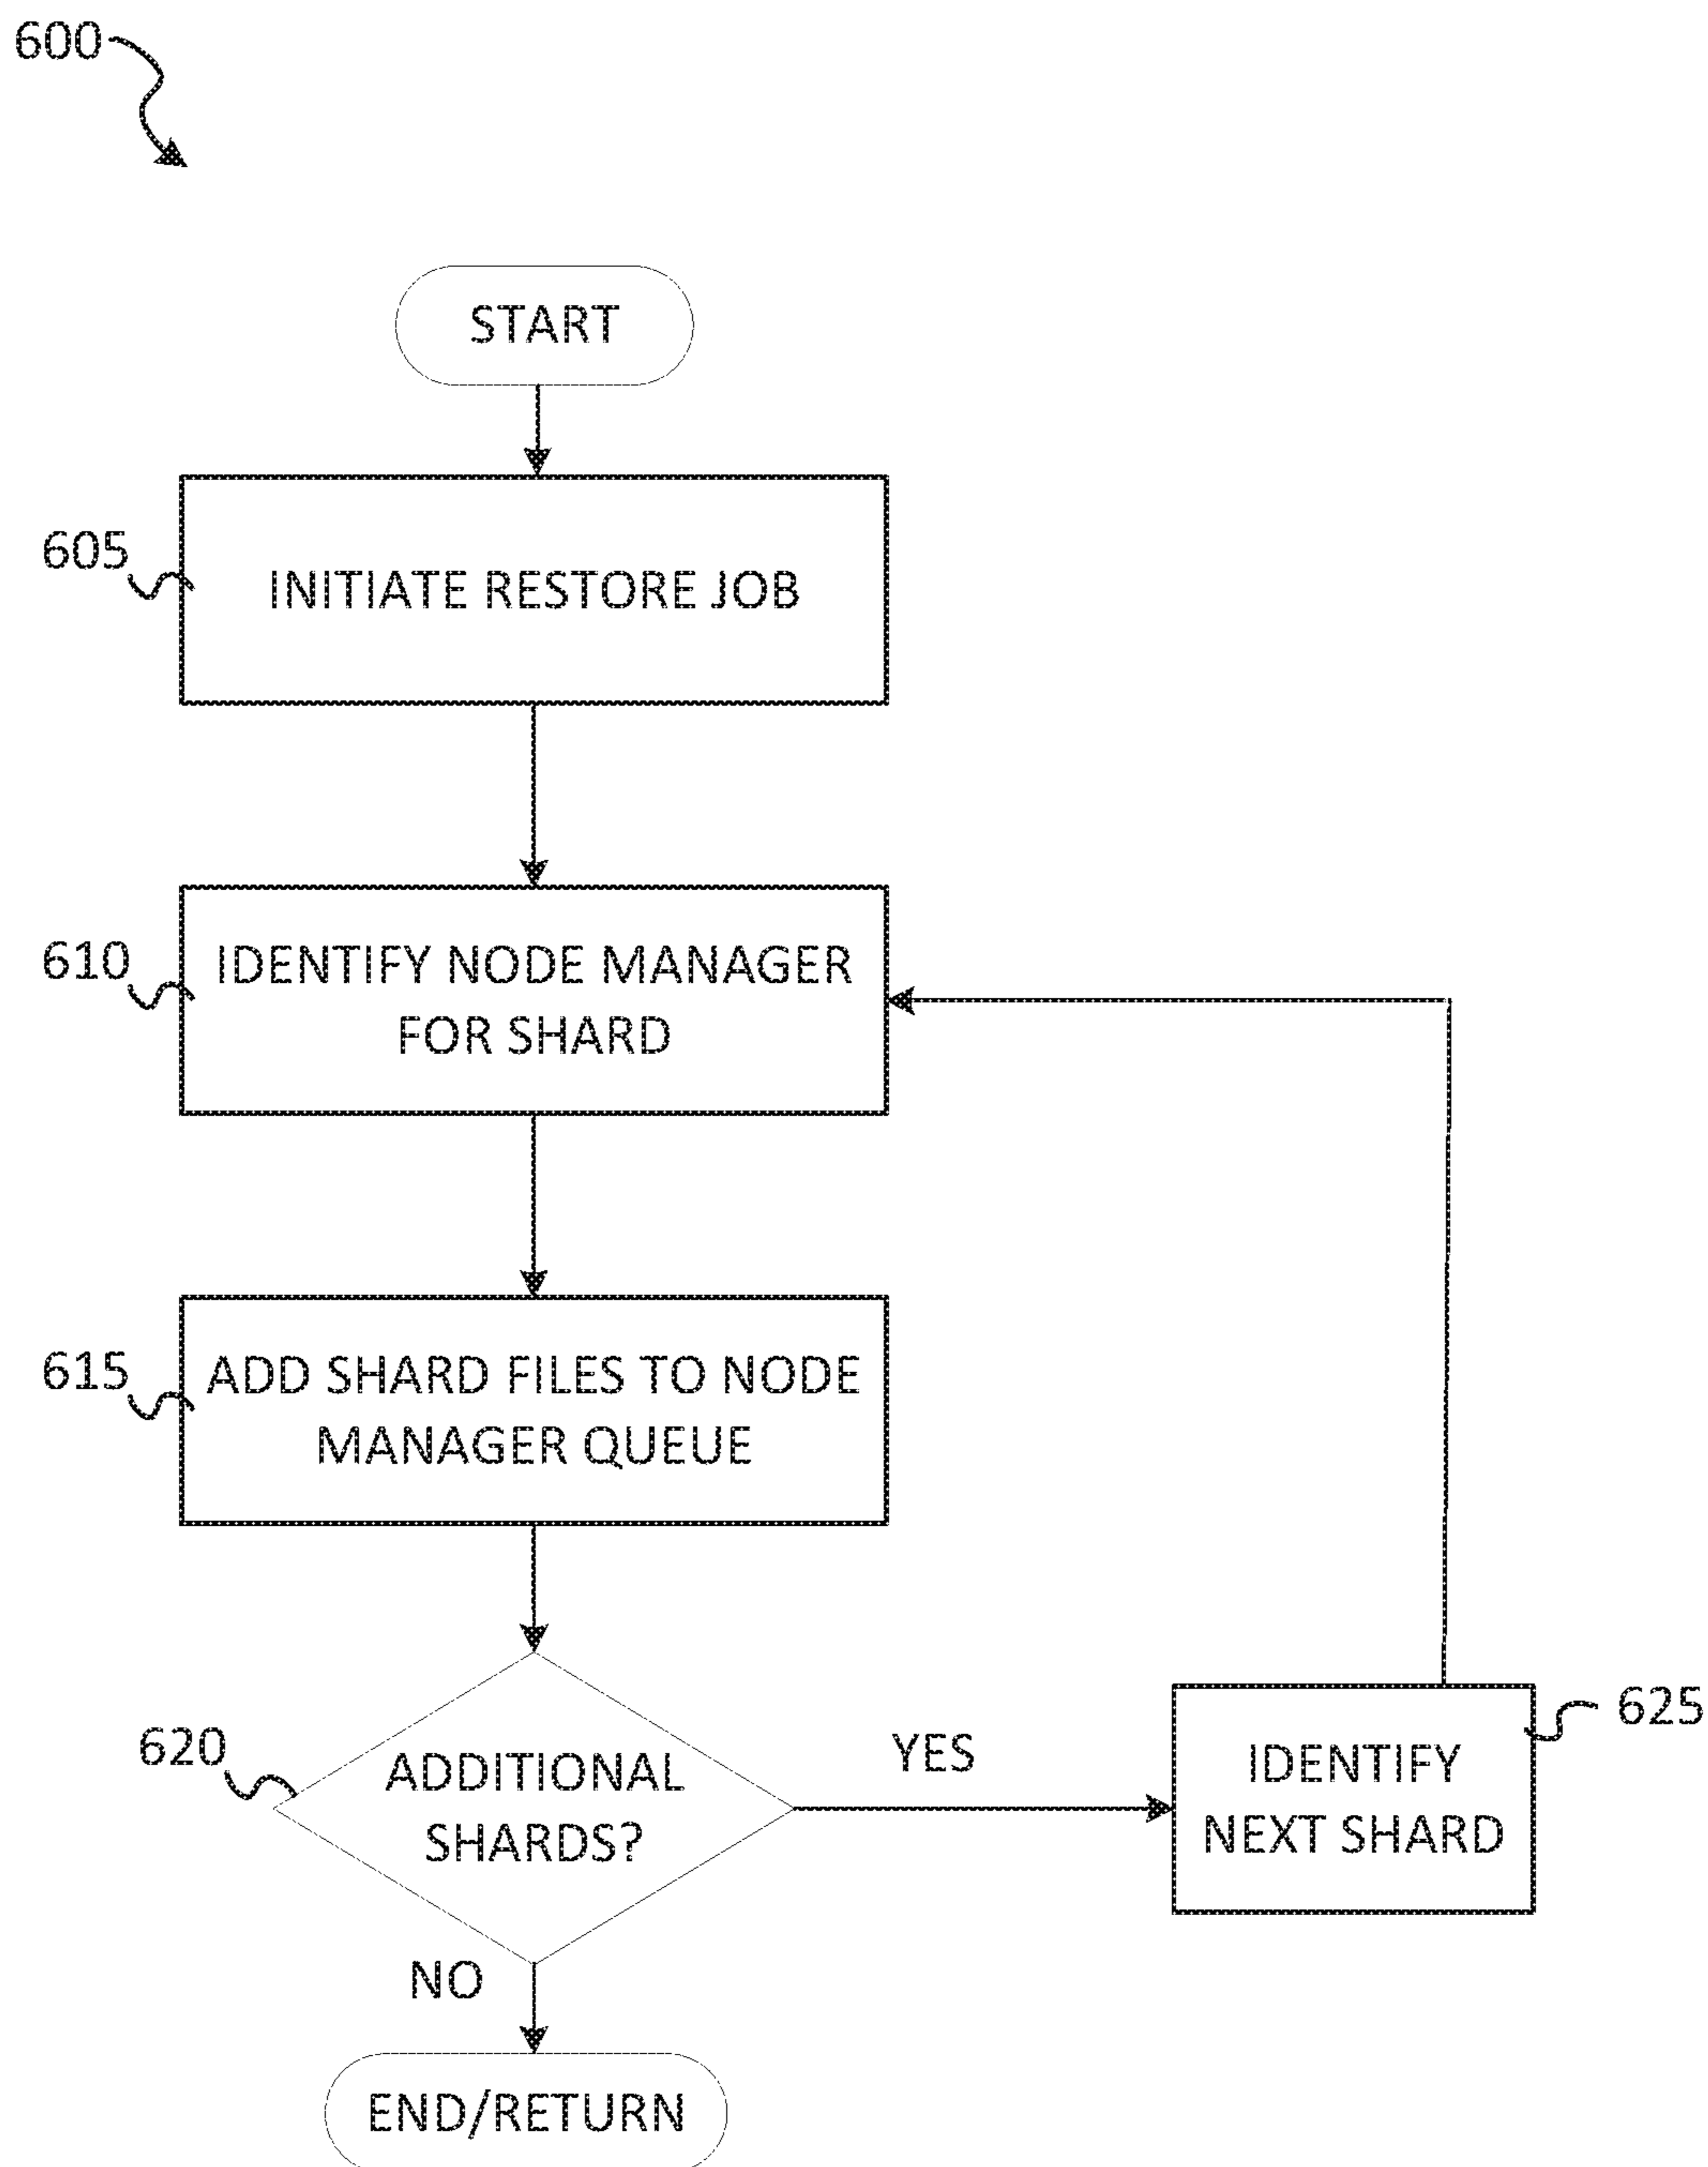 600
START
605
INITIATE RESTORE JOB
610
IDENTIFY NODE MANAGER
FOR SHARD
615
ADD SHARD FILES TO NODE
MANAGER QUEUE
620
ADDITIONAL
SHARDS?
YES
625
IDENTIFY
NEXT SHARD
NO
END/RETURN